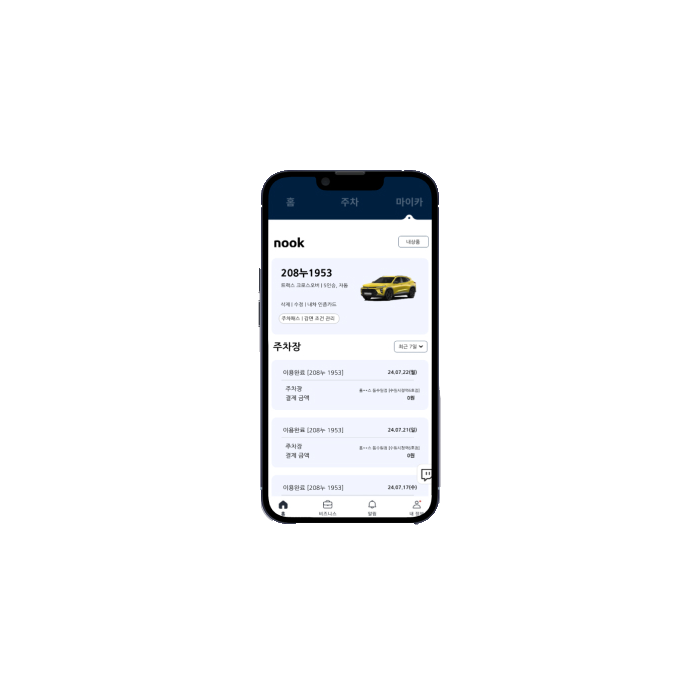 홈 주차 마이카
nook
내상품
208누1953
트랙스 크로스오버 | 5인승, 자동
삭제 | 수정 | 내차 인증카드
주차패스 | 감면 조건 관리
주차장
최근 7일
이용완료 [208누 1953] 24.07.22(월)
주차장
결제 금액 0원
이용완료 [208누 1953] 24.07.21(일)
주차장
결제 금액 0원
이용완료 [208누 1953] 24.07.17(수)
홈 비즈니스 알림 내